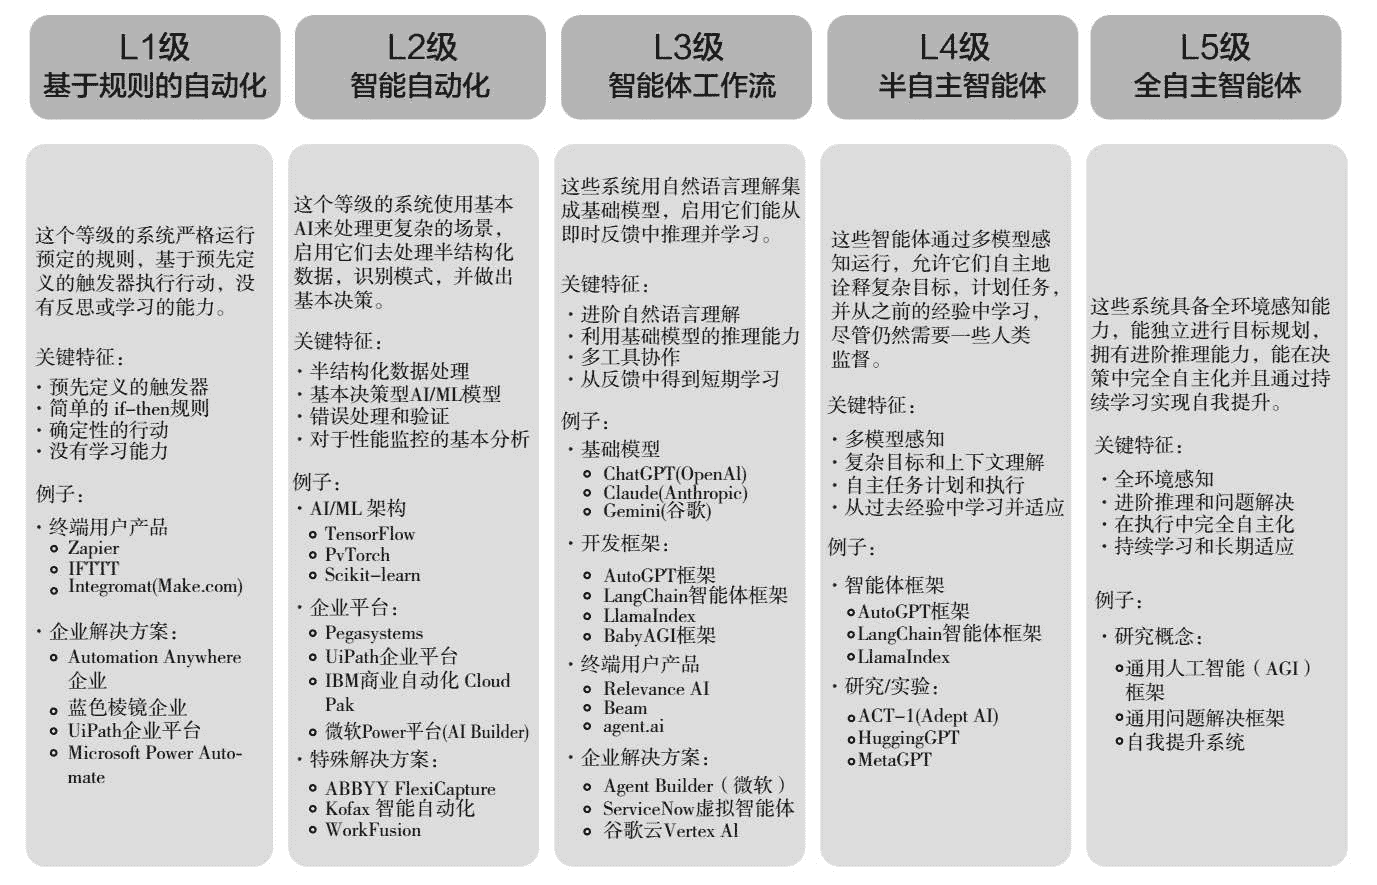 L1级
基于规则的自动化
这个等级的系统严格运行
预定的规则，基于预先定
义的触发器执行行动，没
有反思或学习的能力。
关键特征：
·预先定义的触发器
·简单的 if-then规则
·确定性的行动
·没有学习能力
例子：
·终端用户产品
Zapier
IFTTT
Integromat(Make.com)
·企业解决方案：
Automation Anywhere
企业
蓝色棱镜企业
UiPath企业平台
Microsoft Power Auto-
mate
L2级
智能自动化
这个等级的系统使用基本
AI来处理更复杂的场景，
启用它们去处理半结构化
数据，识别模式，并做出
基本决策。
关键特征：
·半结构化数据处理
·基本决策型AI/ML模型
·错误处理和验证
·对于性能监控的基本分析
例子：
·AI/ML 架构
TensorFlow
PvTorch
Scikit-learn
·企业平台：
Pegasystems
UiPath企业平台
IBM商业自动化 Cloud
Pak
微软Power平台(AI Builder)
·特殊解决方案：
ABBYY FlexiCapture
Kofax 智能自动化
WorkFusion
L3级
智能体工作流
这些系统用自然语言理解集
成基础模型，启用它们能从
即时反馈中推理并学习。
关键特征：
·进阶自然语言理解
·利用基础模型的推理能力
·多工具协作
·从反馈中得到短期学习
例子：
·基础模型
ChatGPT(OpenAl)
Claude(Anthropic)
Gemini(谷歌)
·开发框架：
AutoGPT框架
LangChain智能体框架
LlamaIndex
BabyAGI框架
·终端用户产品
Relevance AI
Beam
agent.ai
·企业解决方案：
Agent Builder（微软）
ServiceNow虚拟智能体
谷歌云Vertex Al
L4级
半自主智能体
这些智能体通过多模型感
知运行，允许它们自主地
诠释复杂目标，计划任务，
并从之前的经验中学习，
尽管仍然需要一些人类
监督。
关键特征：
·多模型感知
·复杂目标和上下文理解
·自主任务计划和执行
·从过去经验中学习并适应
例子：
·智能体框架
AutoGPT框架
LangChain智能体框架
LlamaIndex
·研究/实验：
ACT-1(Adept AI)
HuggingGPT
MetaGPT
L5级
全自主智能体
这些系统具备全环境感知能
力，能独立进行目标规划，
拥有进阶推理能力，能在决
策中完全自主化并且通过持
续学习实现自我提升。
关键特征：
·全环境感知
·进阶推理和问题解决
·在执行中完全自主化
·持续学习和长期适应
例子：
·研究概念：
通用人工智能（AGI）
框架
通用问题解决框架
自我提升系统